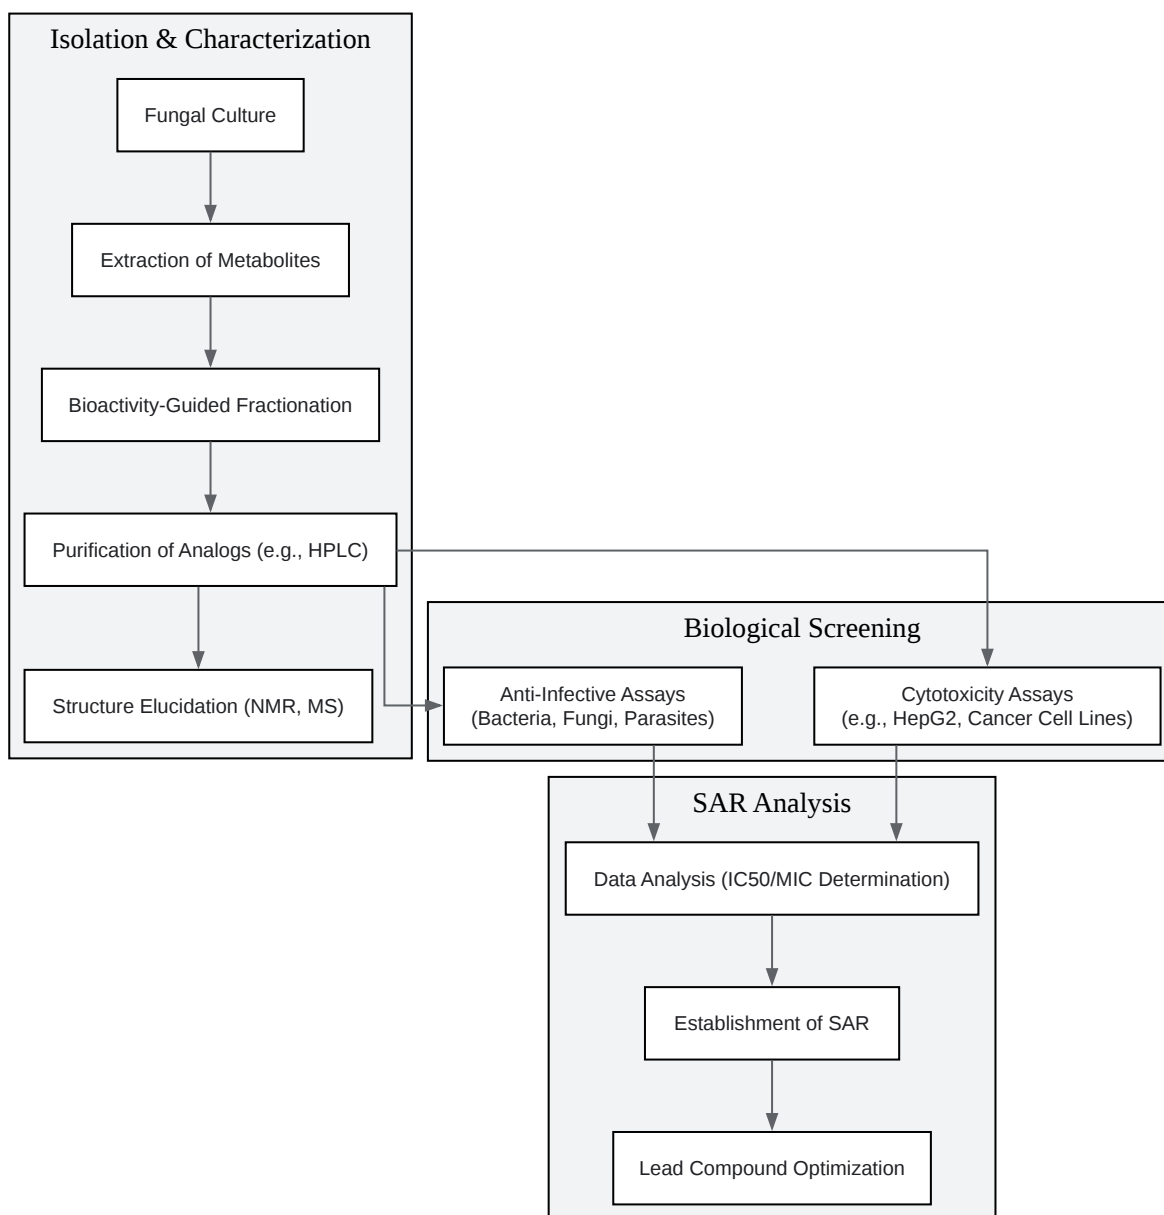 Isolation & Characterization
Fungal Culture
Extraction of Metabolites
Bioactivity-Guided Fractionation
Purification of Analogs (e.g., HPLC)
Structure Elucidation (NMR, MS)
Biological Screening
Anti-Infective Assays
(Bacteria, Fungi, Parasites)
Cytotoxicity Assays
(e.g., HepG2, Cancer Cell Lines)
SAR Analysis
Data Analysis (IC50/MIC Determination)
Establishment of SAR
Lead Compound Optimization